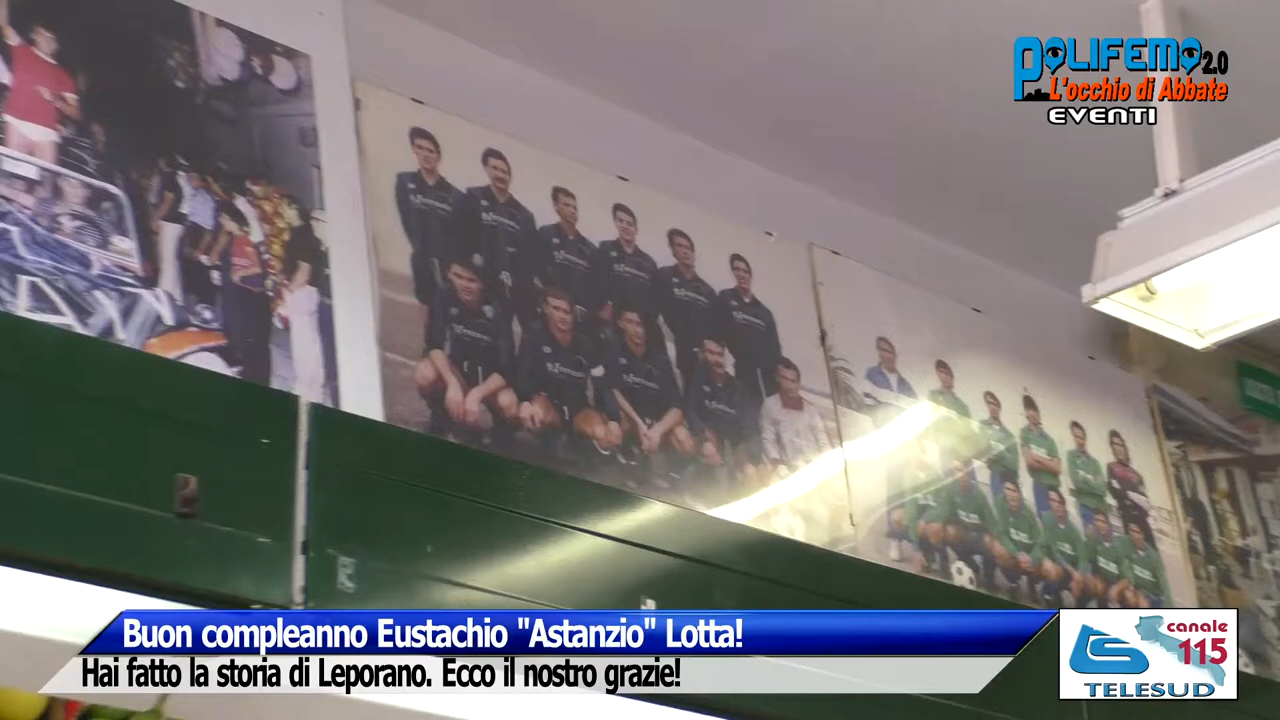 POLIFEMO 2.0
L'occhio di Abbate
EVENTI
Buon compleanno Eustachio "Astanzio" Lotta!
Hai fatto la storia di Leporano. Ecco il nostro grazie!
canale
115
TELESUD